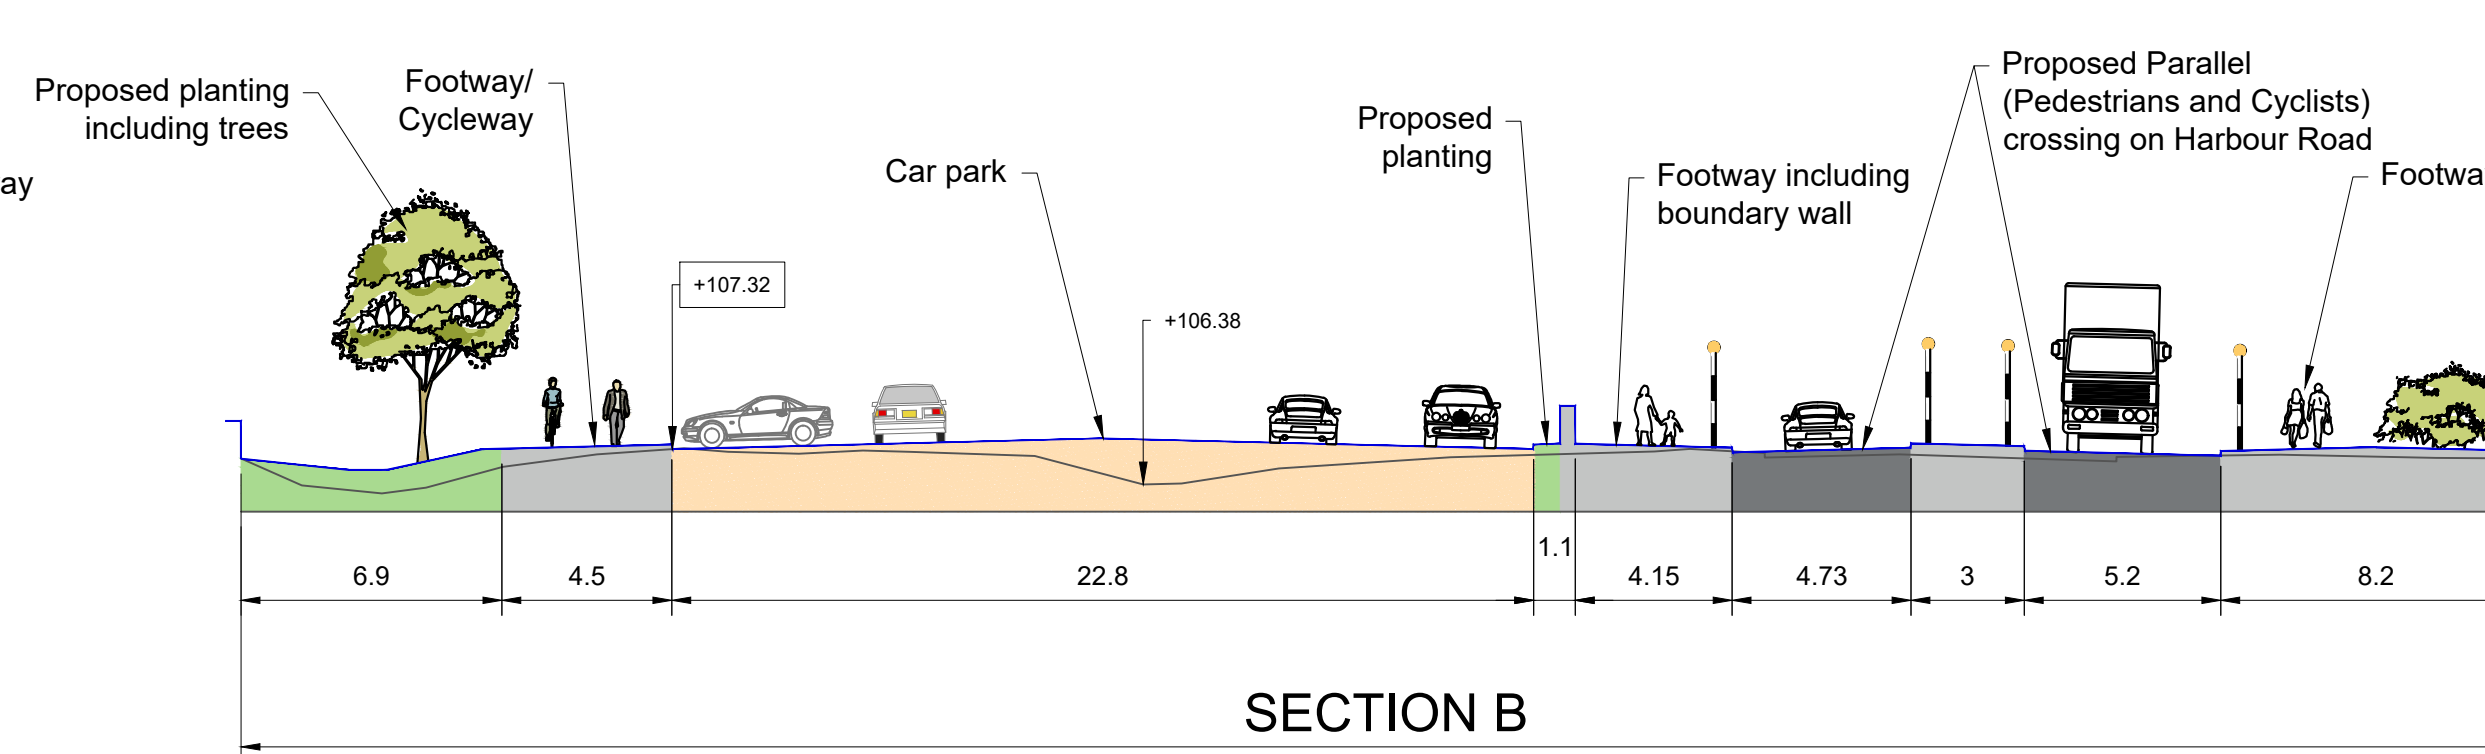 Proposed planting
including trees
Footway/
Cycleway
ay
Car park
+107.32
+106.38
Proposed
planting
Footway including
boundary wall
Proposed Parallel
(Pedestrians and Cyclists)
crossing on Harbour Road
Footwa
6.9
4.5
22.8
1.1
4.15
4.73
3
5.2
8.2
SECTION B